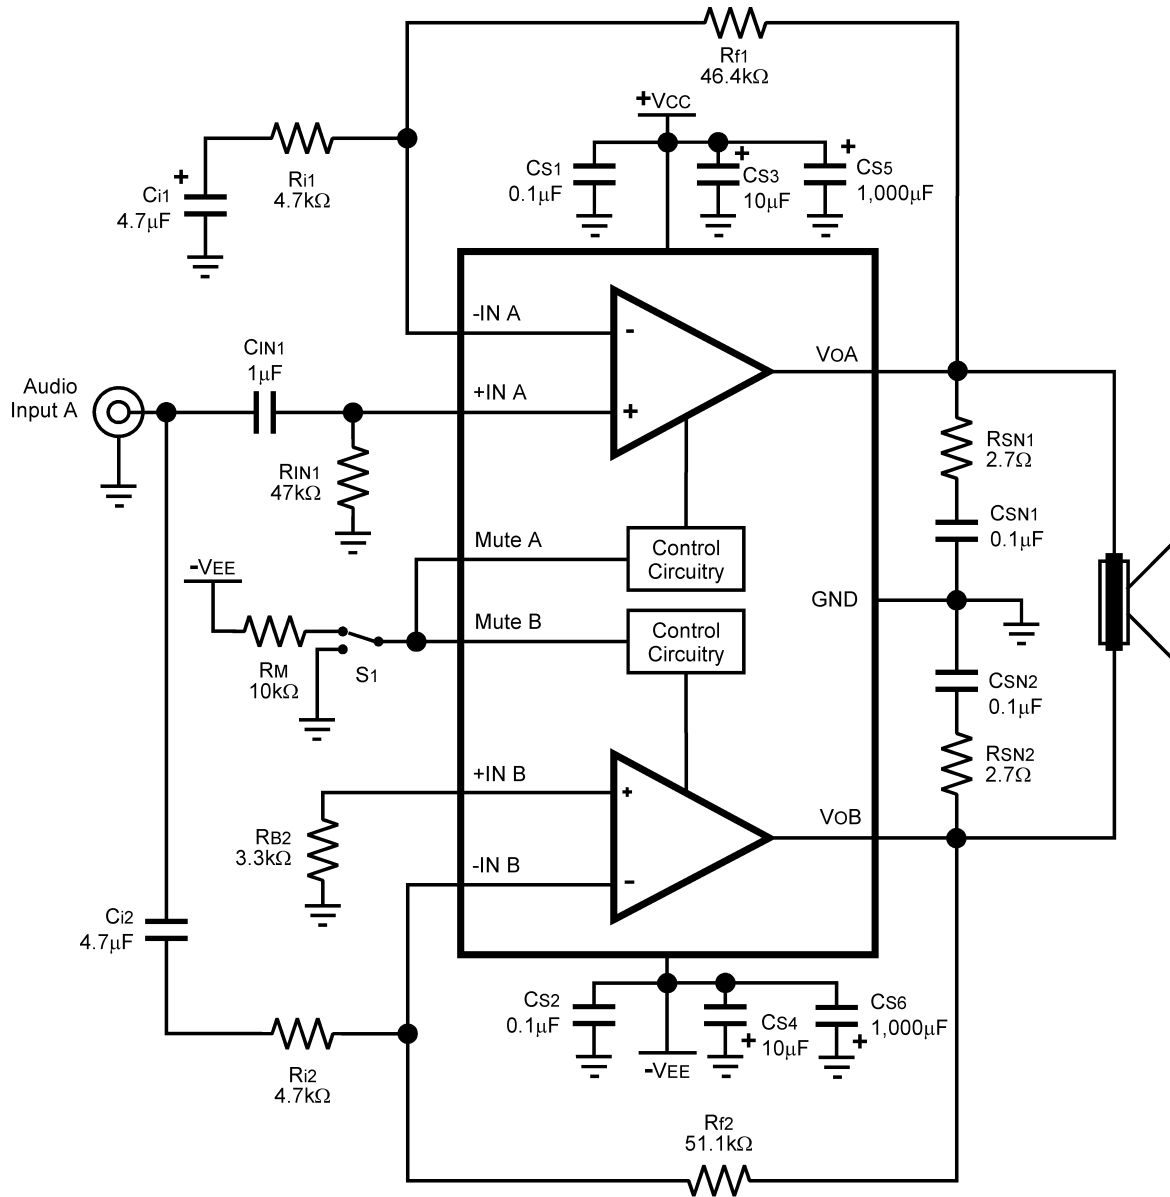 Rf1
46.4kΩ
+VCC
Ri1
4.7kΩ
Ci1
4.7µF
+
CS1
0.1µF
+
CS3
10µF
+
CS5
1,000µF
-IN A
-
VOA
CIN1
1µF
Audio
Input A
+IN A
+
RIN1
47kΩ
RSN1
2.7Ω
CSN1
0.1µF
Mute A
Control
Circuitry
-VEE
GND
Mute B
Control
Circuitry
RM
10kΩ
S1
CSN2
0.1µF
RSN2
2.7Ω
+IN B
+
VOB
RB2
3.3kΩ
-IN B
-
Ci2
4.7µF
CS2
0.1µF
CS4
10µF
+
CS6
1,000µF
+
-VEE
Ri2
4.7kΩ
Rf2
51.1kΩ